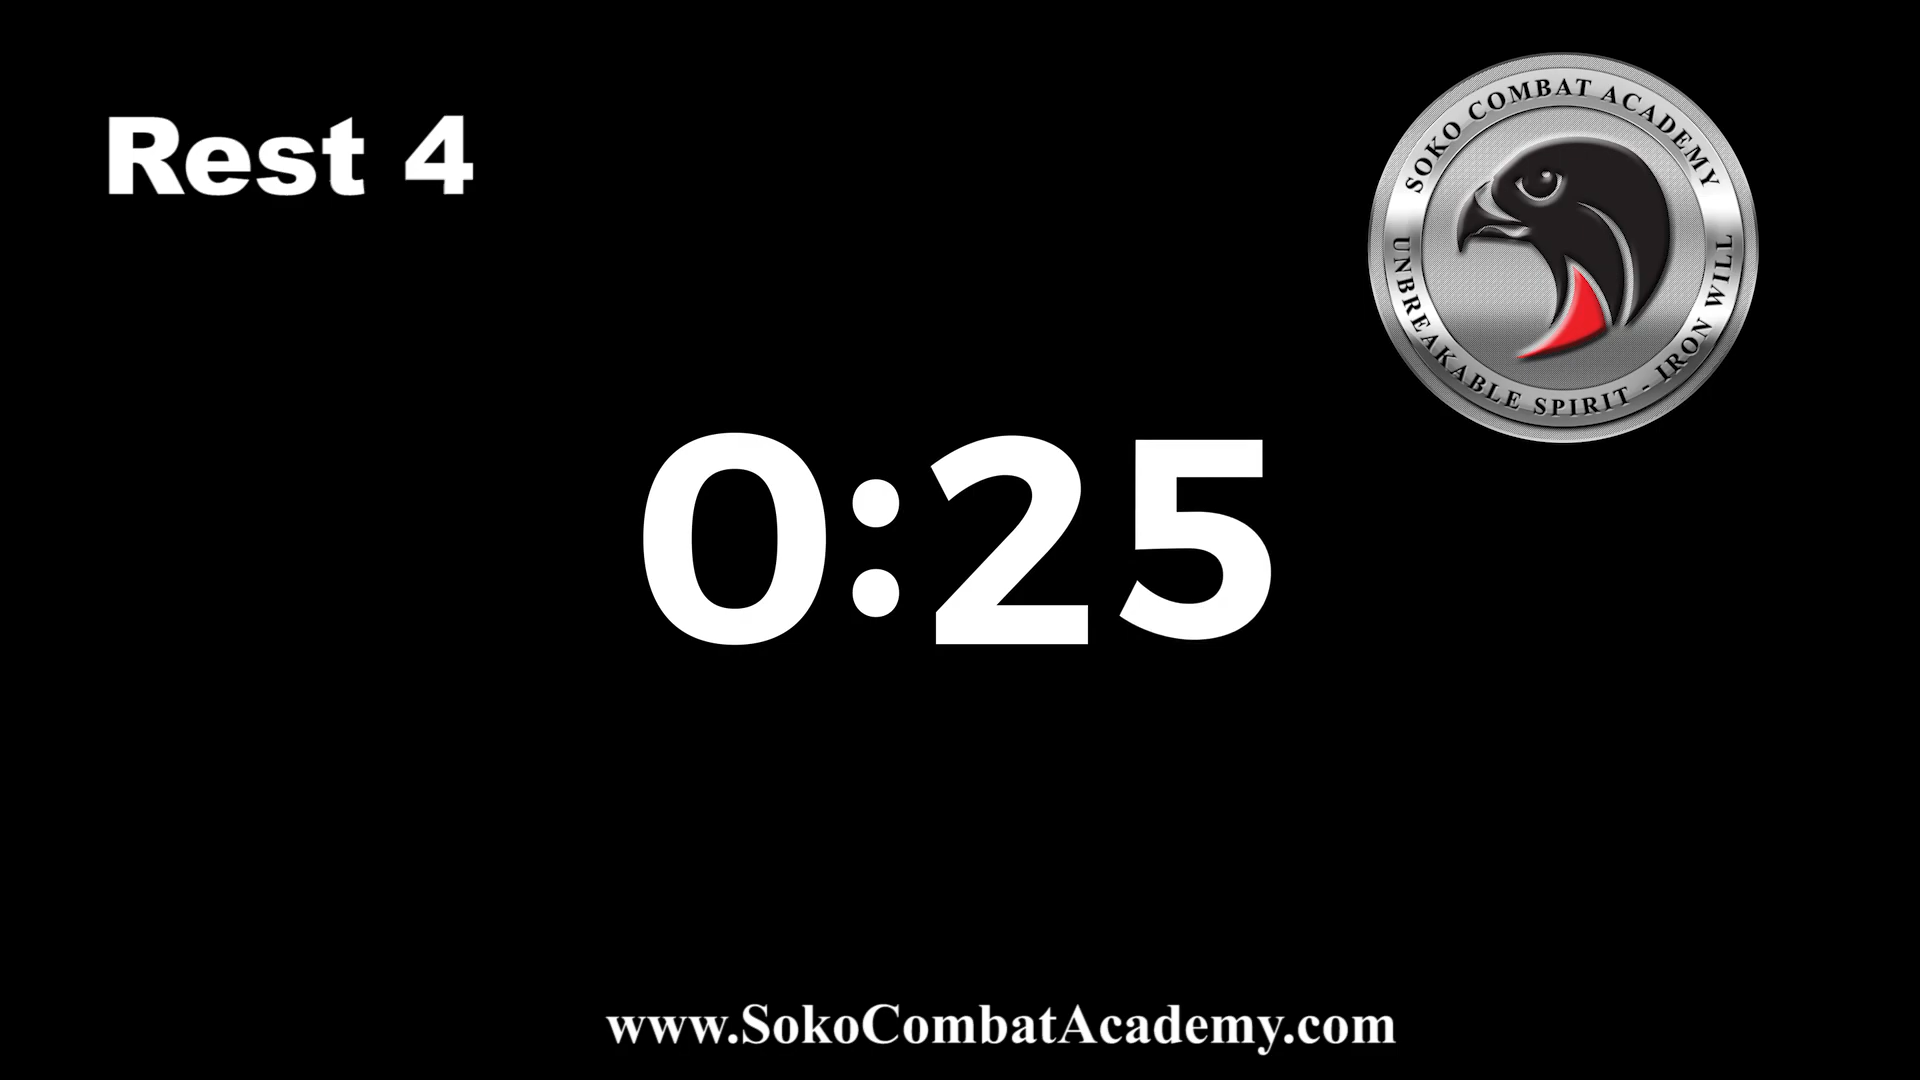 Rest 4
SOKO COMBAT ACADEMY
UNBREAKABLE SPIRIT - IRON WILL
0:25
www.SokoCombatAcademy.com